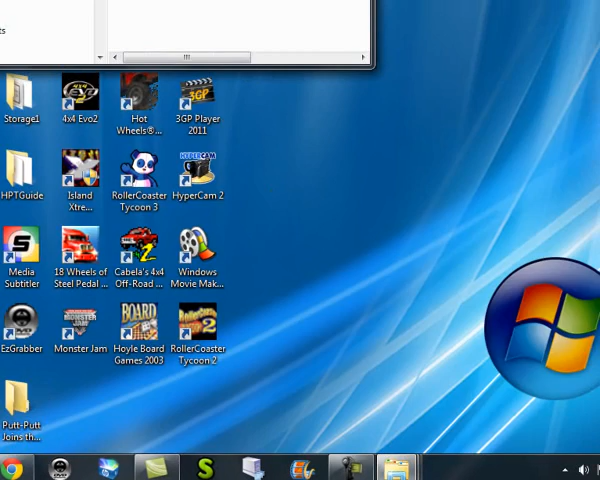 ts
Storage1
4x4 Evo2
Hot
Wheels®...
3GP Player
2011
HPTGuide
Island
Xtre...
RollerCoaster
Tycoon 3
HyperCam 2
Media
Subtitler
18 Wheels of
Steel Pedal ...
Cabela's 4x4
Off-Road ...
Windows
Movie Mak...
EzGrabber
Monster Jam
Hoyle Board
Games 2003
RollerCoaster
Tycoon 2
Putt-Putt
Joins th...